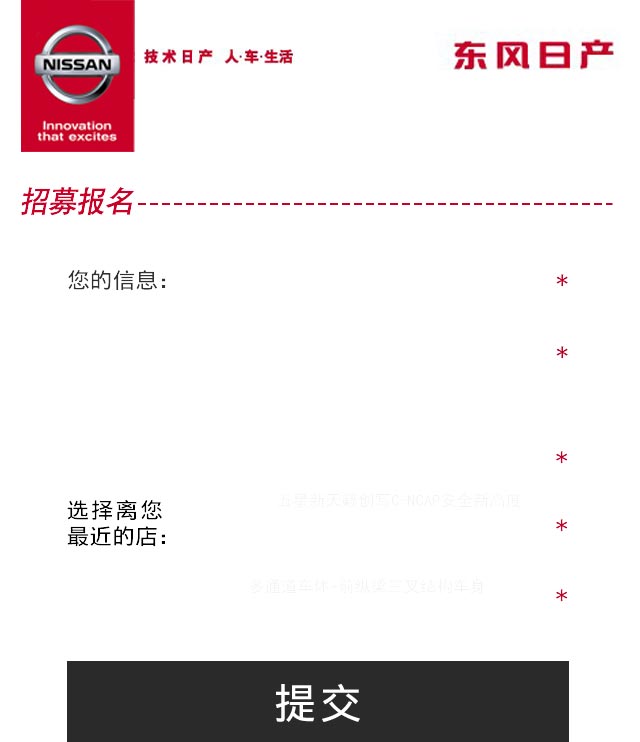 NISSAN
Innovation
that excites
技术日产 人·车·生活
东风日产
招募报名
您的信息：
*
*
*
五星新天籁创写C-NCAP安全新高度
选择离您
最近的店：
*
多通道车体-前纵梁三叉结构车身
*
提交